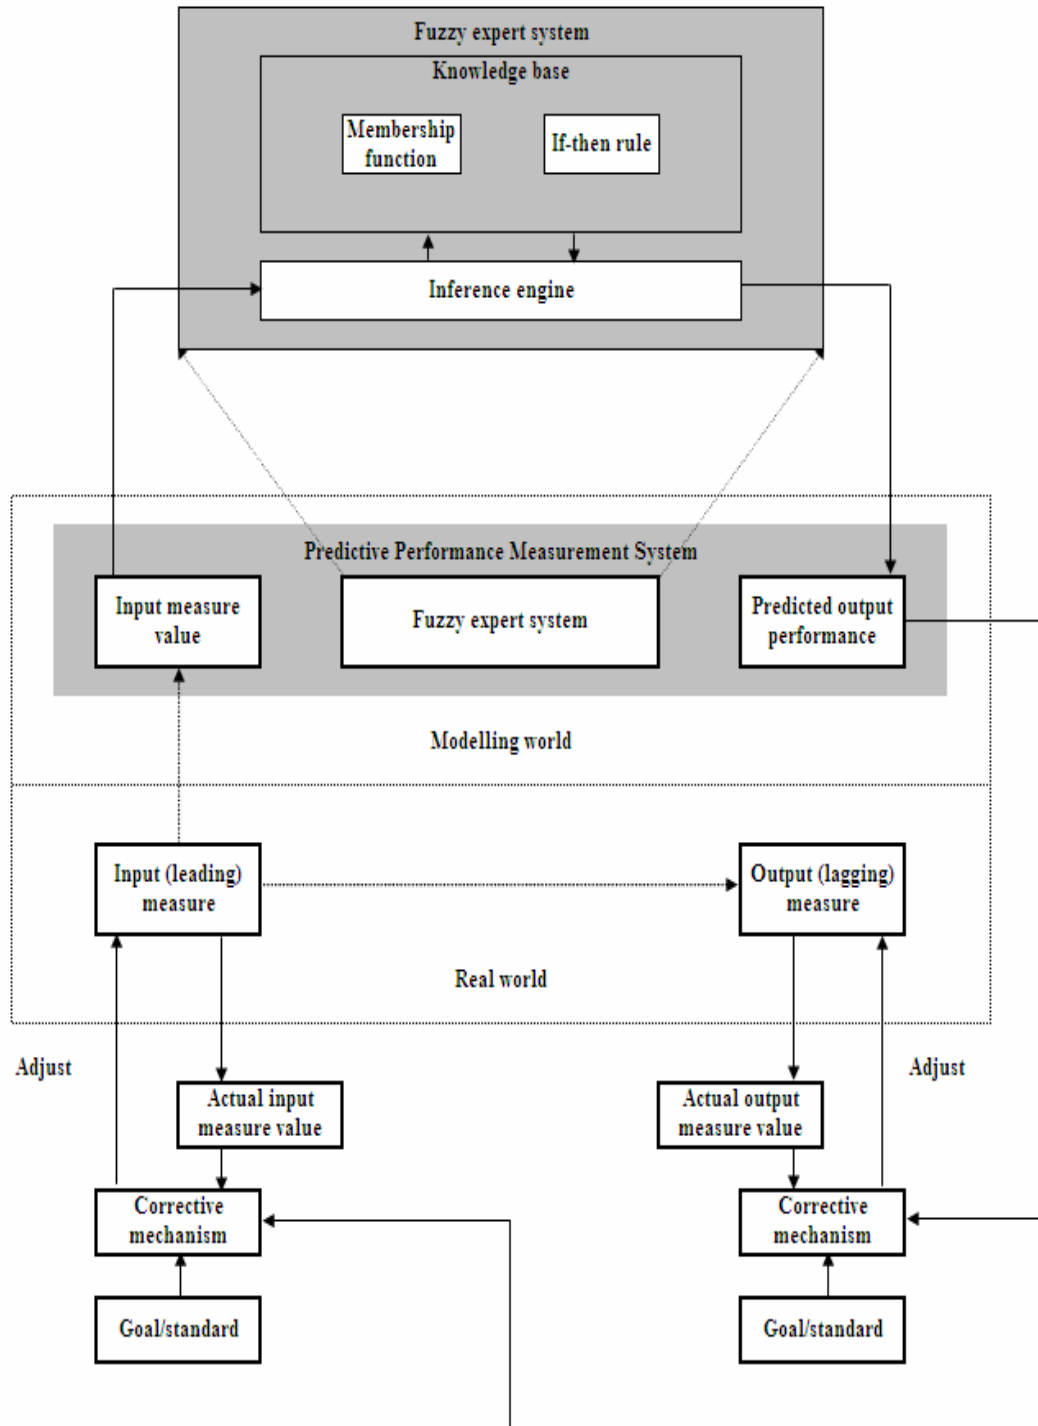 Fuzzy expert system
Knowledge base
Membership
function
If-then rule
Inference engine
Predictive Performance Measurement System
Input measure
value
Fuzzy expert system
Predicted output
performance
Modelling world
Input (leading)
measure
Output (lagging)
measure
Real world
Adjust
Adjust
Actual input
measure value
Actual output
measure value
Corrective
mechanism
Corrective
mechanism
Goal/standard
Goal/standard